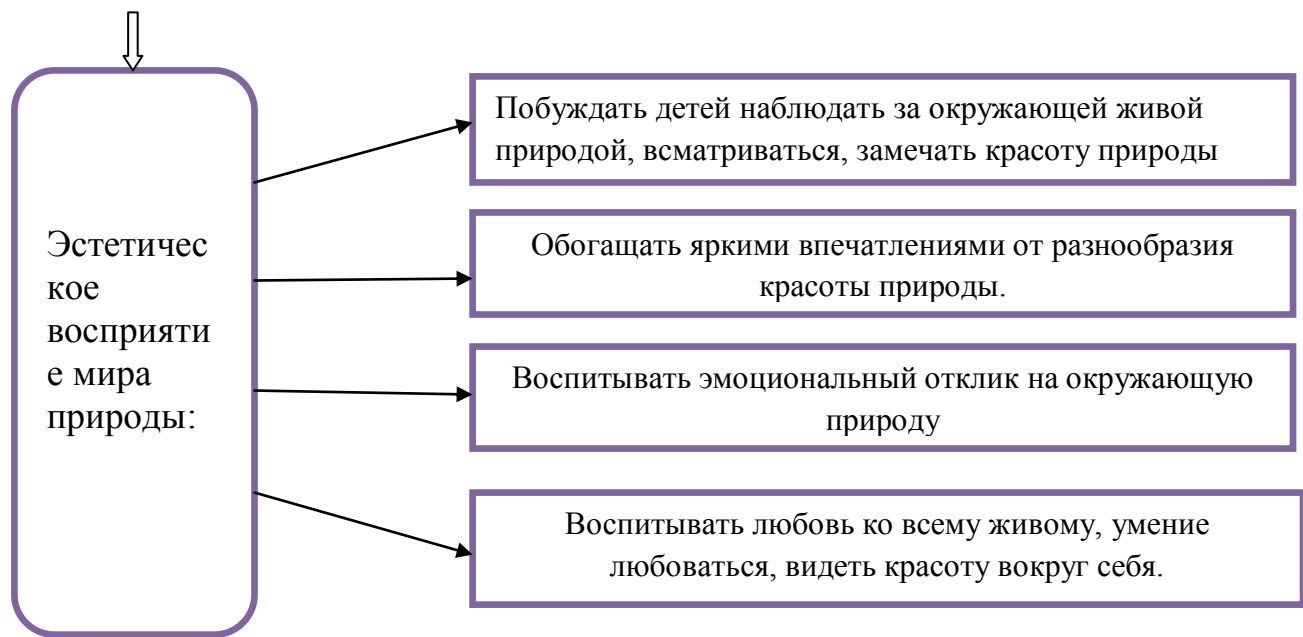 Эстетичес
кое
восприяти
е мира
природы:
Побуждать детей наблюдать за окружающей живой
природой, всматриваться, замечать красоту природы
Обогащать яркими впечатлениями от разнообразия
красоты природы.
Воспитывать эмоциональный отклик на окружающую
природу
Воспитывать любовь ко всему живому, умение
любоваться, видеть красоту вокруг себя.